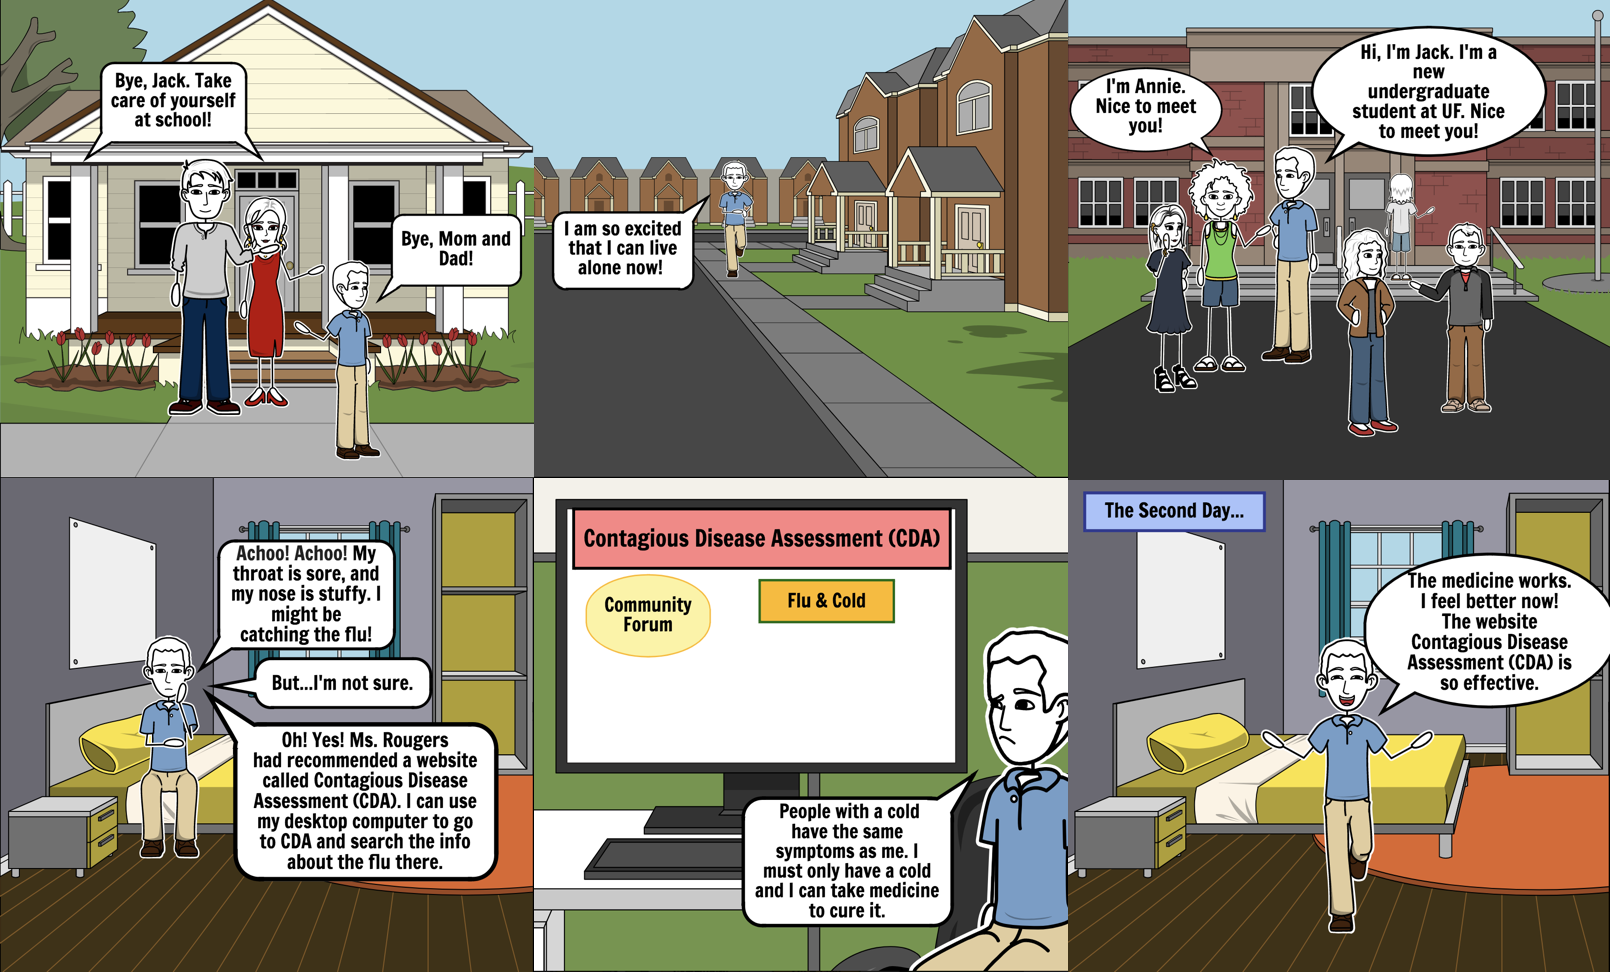 Bye, Jack. Take
care of yourself
at school!
Bye, Mom and
Dad!
I am so excited
that I can live
alone now!
I'm Annie.
Nice to meet
you!
Hi, I'm Jack. I'm a
new
undergraduate
student at UF. Nice
to meet you!
Achoo! Achoo! My
throat is sore, and
my nose is stuffy. I
might be
catching the flu!
But...I'm not sure.
Oh! Yes! Ms. Rougers
had recommended a website
called Contagious Disease
Assessment (CDA). I can use
my desktop computer to go
to CDA and search the info
about the flu there.
Contagious Disease Assessment (CDA)
Community
Forum
Flu & Cold
People with a cold
have the same
symptoms as me. I
must only have a cold
and I can take medicine
to cure it.
The Second Day...
The medicine works.
I feel better now!
The website
Contagious Disease
Assessment (CDA) is
so effective.